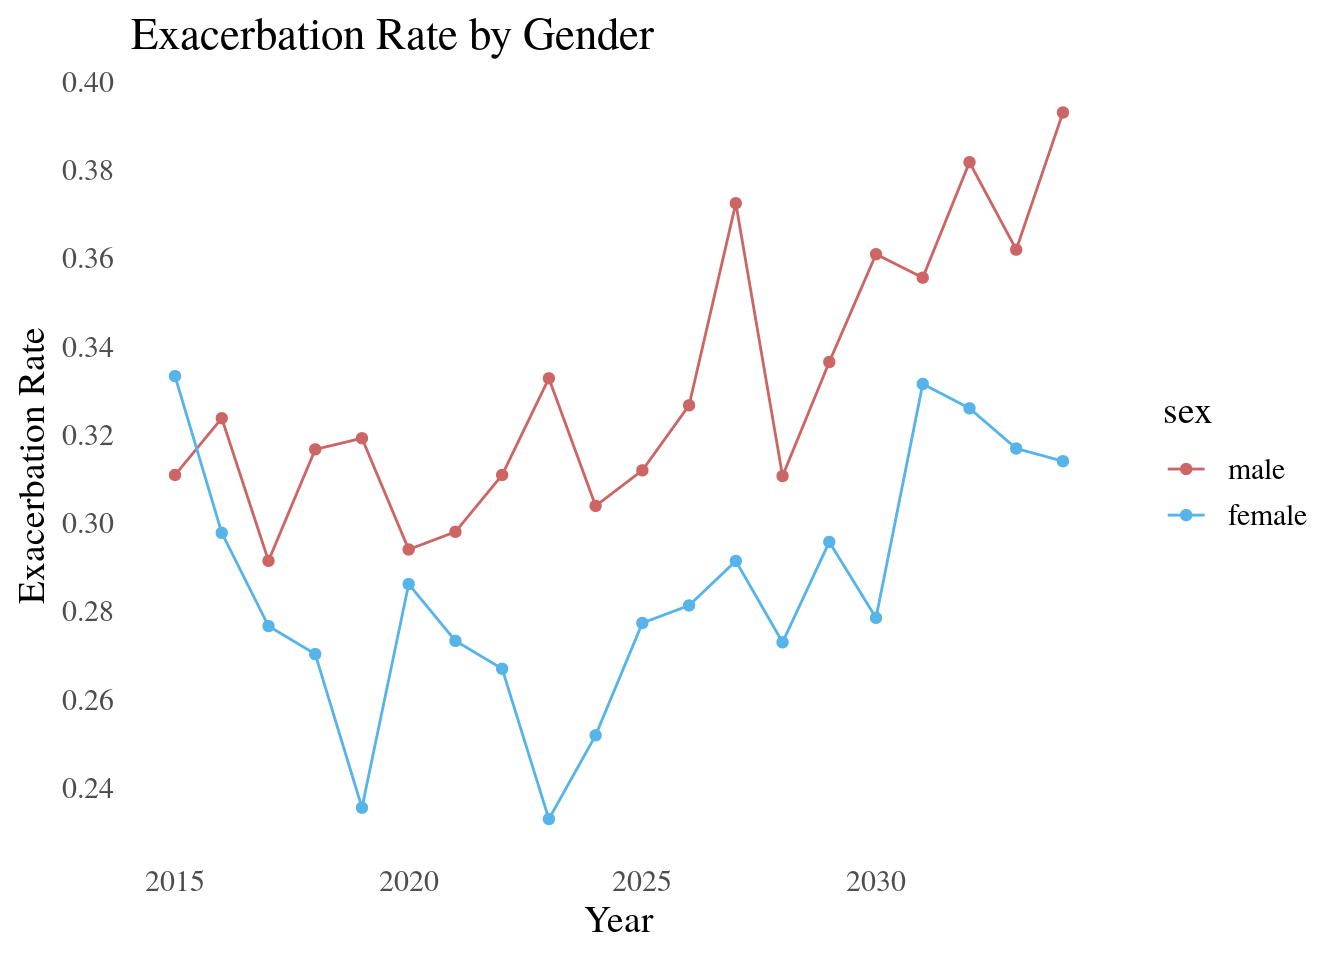 Exacerbation Rate by Gender
0.40
0.38
0.36
0.34
0.32
0.30
0.28
0.26
0.24
Exacerbation Rate
2015 2020 2025 2030
Year
sex
male
female